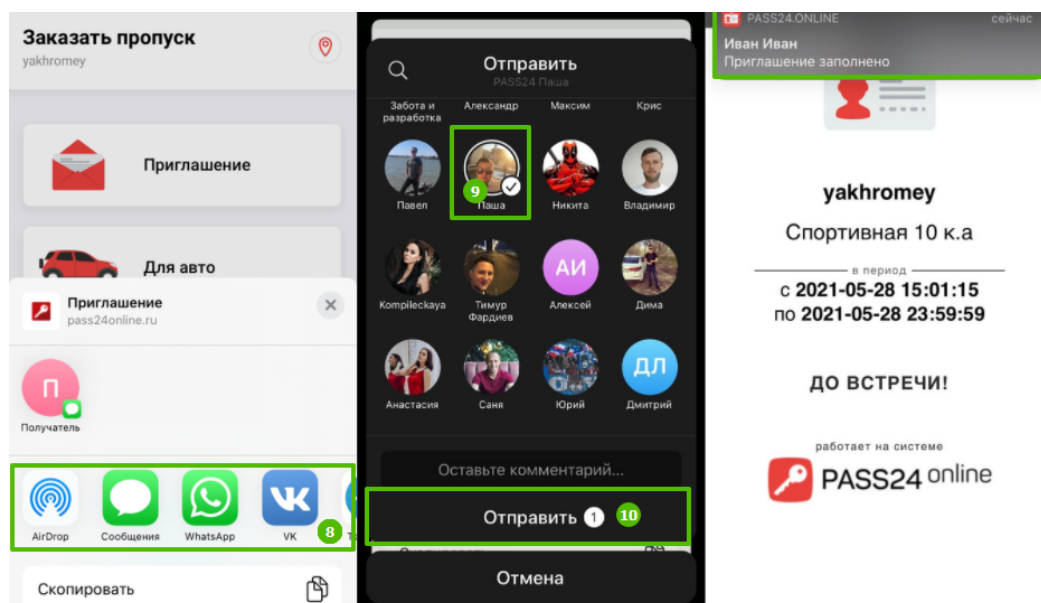 Заказать пропуск
yakhromey
Приглашение
Для авто
Приглашение
pass24online.ru
П
Получатель
AirDrop
Сообщения
WhatsApp
VK
8
Скопировать
Отправить
PASS24 Паша
Забота и
разработка
Александр
Максим
Крис
9
Павел
Паша
Никита
Владимир
АИ
Kompileckaya
Тимур
Фардиев
Алексей
Дима
ДЛ
Анастасия
Саня
Юрий
Дмитрий
Оставьте комментарий...
Отправить 1
10
Отмена
PASS24.ONLINE
сейчас
Иван Иван
Приглашение заполнено
yakhromey
Спортивная 10 к.а
в период
с 2021-05-28 15:01:15
по 2021-05-28 23:59:59
ДО ВСТРЕЧИ!
работает на системе
PASS24 online